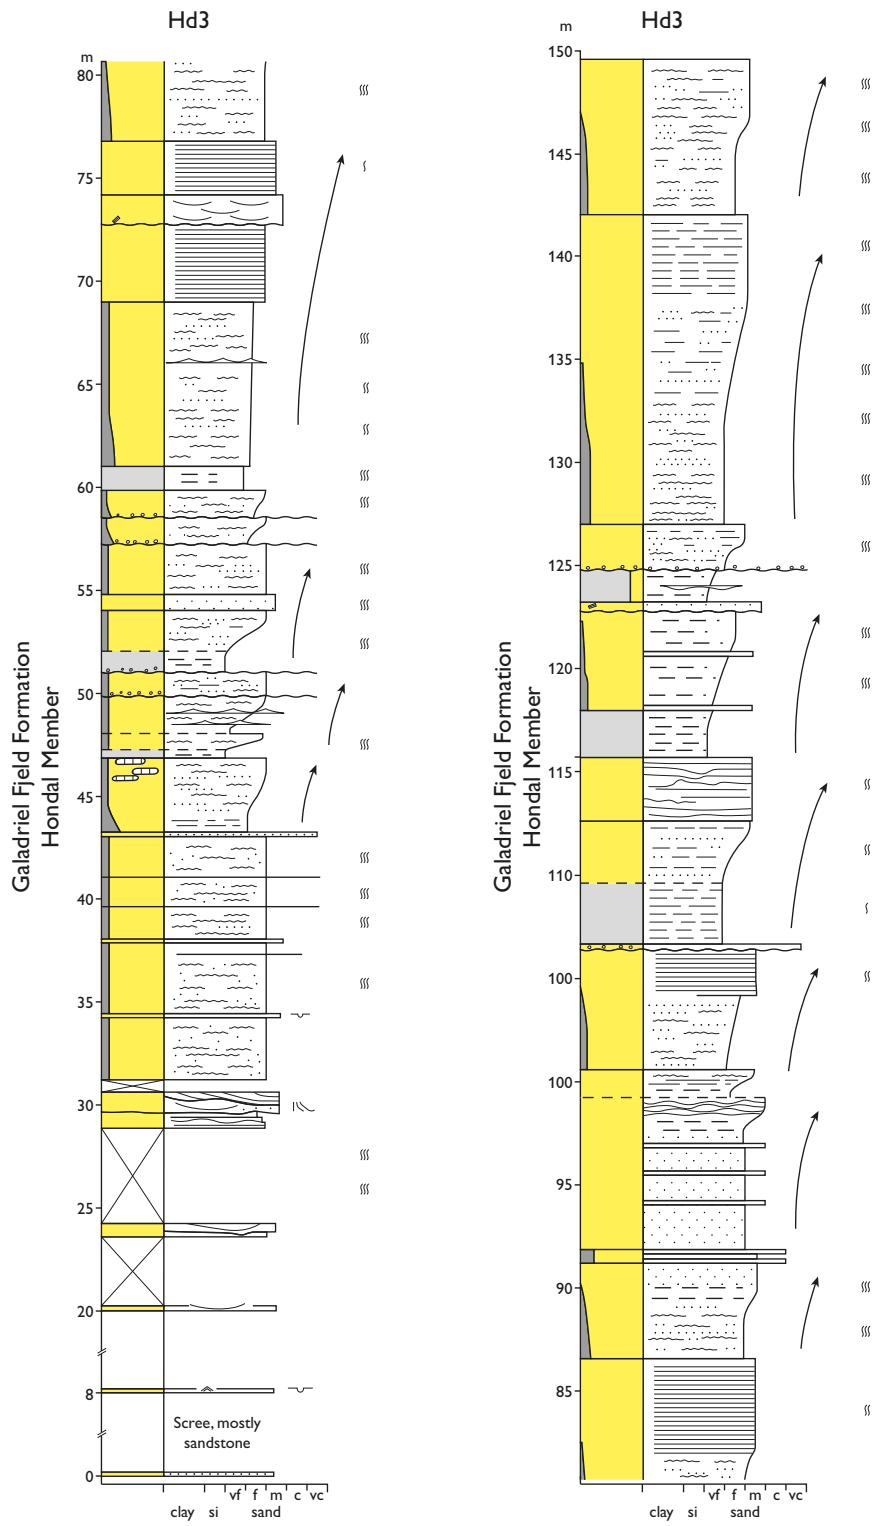 Hd3
m
80
75
70
65
60
55
50
45
40
35
30
25
20
8
0
Galadriel Fjeld Formation
Hondal Member
Scree, mostly
sandstone
vf f m c vc
clay si sand
Hd3
m
150
145
140
135
130
125
120
115
110
100
100
95
90
85
Galadriel Fjeld Formation
Hondal Member
vf f m c vc
clay si sand